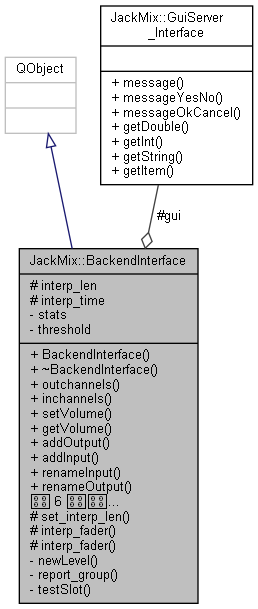 JackMix::GuiServer
_Interface
+ message()
+ messageYesNo()
+ messageOkCancel()
+ getDouble()
+ getInt()
+ getString()
+ getItem()
QObject
#gui
JackMix::BackendInterface
# interp_len
# interp_time
- stats
- threshold
+ BackendInterface()
+ ~BackendInterface()
+ outchannels()
+ inchannels()
+ setVolume()
+ getVolume()
+ addOutput()
+ addInput()
+ renameInput()
+ renameOutput()
6 ...
# set_interp_len()
# interp_fader()
# interp_fader()
- newLevel()
- report_group()
- testSlot()